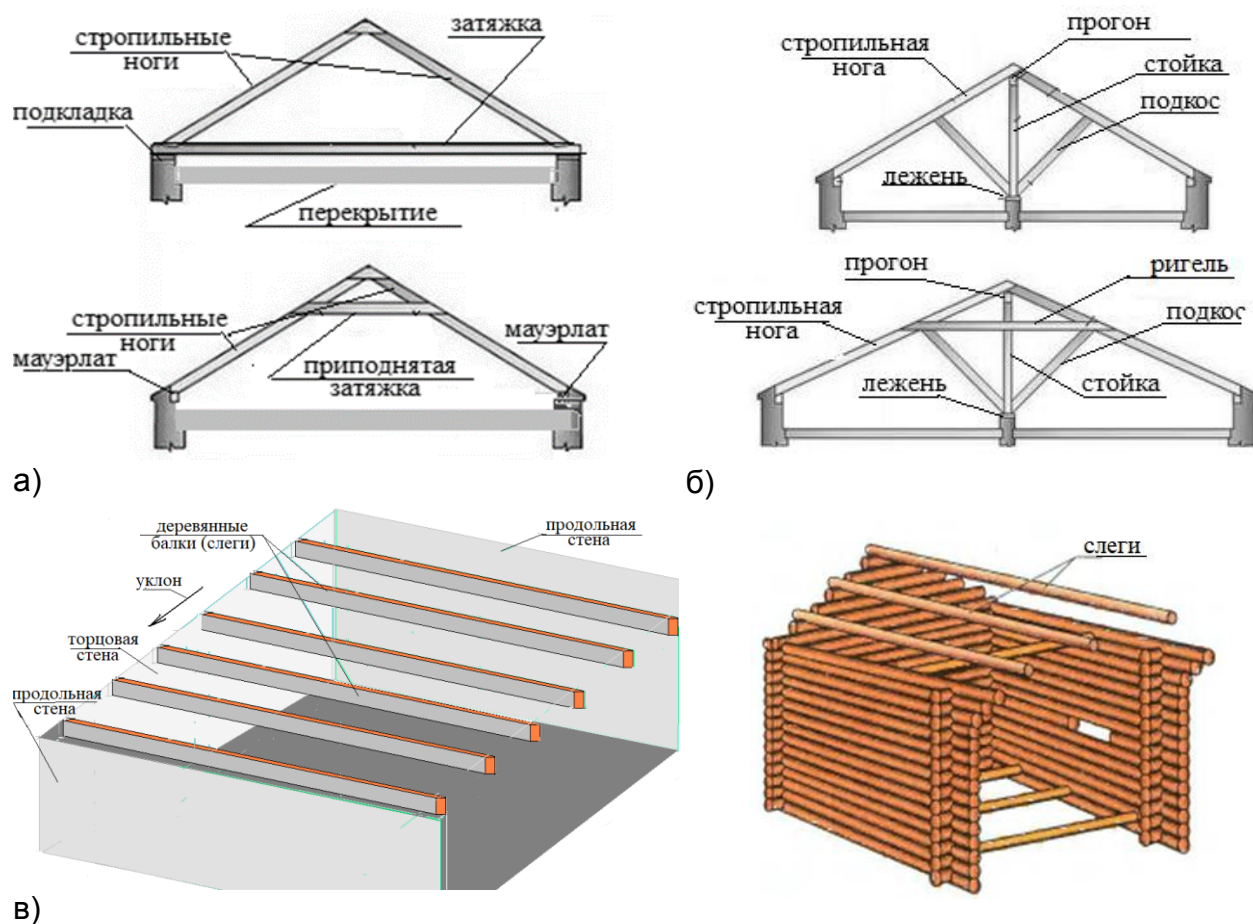 стропильные
ноги
затяжка
подкладка
перекрытие
стропильные
ноги
мауэрлат
мауэрлат
приподнятая
затяжка
а)
прогон
стропильная
нога
стойка
подкос
лежень
прогон
ригель
стропильная
нога
подкос
лежень
стойка
б)
деревянные
балки (слеги)
продольная
стена
уклон
торцовая
стена
продольная
стена
в)
слеги